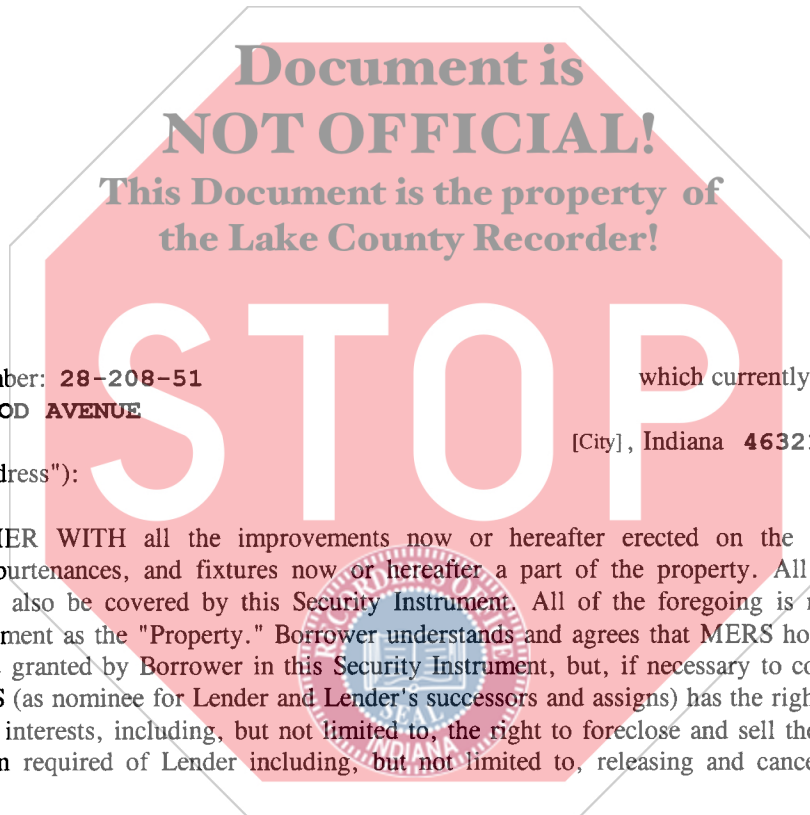 Document is
NOT OFFICIAL!
This Document is the property of
the Lake County Recorder!
STOP
ber: 28-208-51 which currently
OD AVENUE
[City], Indiana 4632
dress"):
ER WITH all the improvements now or hereafter erected on the
ourtenances, and fixtures now or hereafter a part of the property. All
also be covered by this Security Instrument. All of the foregoing is
ment as the "Property." Borrower understands and agrees that MERS ho
granted by Borrower in this Security Instrument, but, if necessary to co
S (as nominee for Lender and Lender's successors and assigns) has the righ
interests, including, but not limited to, the right to foreclose and sell the
n required of Lender including, but not limited to, releasing and cance
SEAL
INDIANA